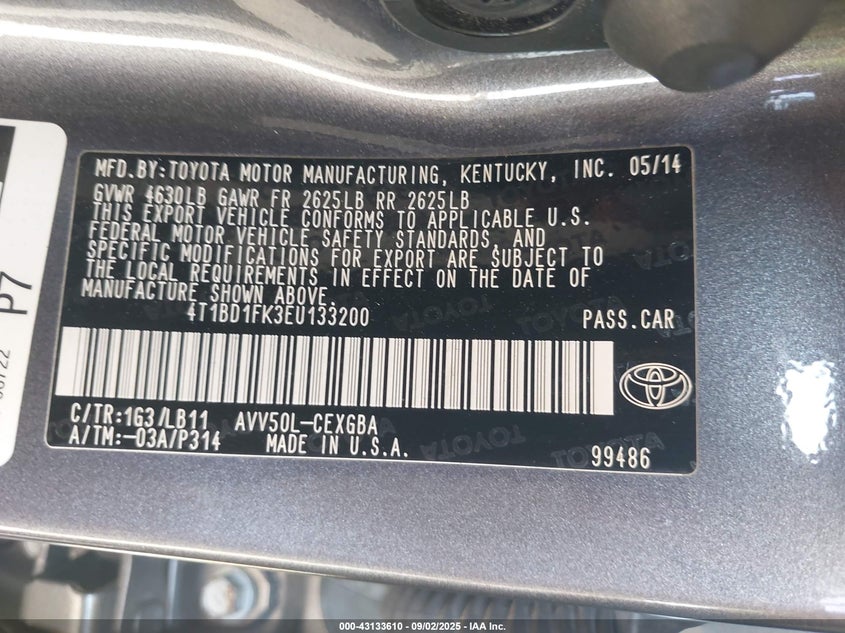 MFD.BY:TOYOTA MOTOR MANUFACTURING, KENTUCKY, INC. 05/14
GVWR 4630LB GAWR FR 2625LB RR 2625LB
THIS EXPORT VEHICLE CONFORMS TO APPLICABLE U.S.
FEDERAL MOTOR VEHICLE SAFETY STANDARDS, AND
SPECIFIC MODIFICATIONS FOR EXPORT ARE SUBJECT TO
THE LOCAL REQUIREMENTS IN EFFECT ON THE DATE OF
MANUFACTURE SHOWN ABOVE.
4T1BD1FK3EU133200 PASS.CAR
C/TR:1G3/LB11 AVV50L-CEXGBA
A/TM:-03A/P314 MADE IN U.S.A.
99486
P7
000-43133610 - 09/02/2025 - IAA Inc.